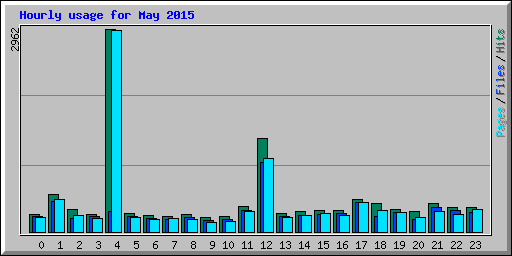 Hourly usage for May 2015
2962
Pages/Files/Hits
0 1 2 3 4 5 6 7 8 9 10 11 12 13 14 15 16 17 18 19 20 21 22 23